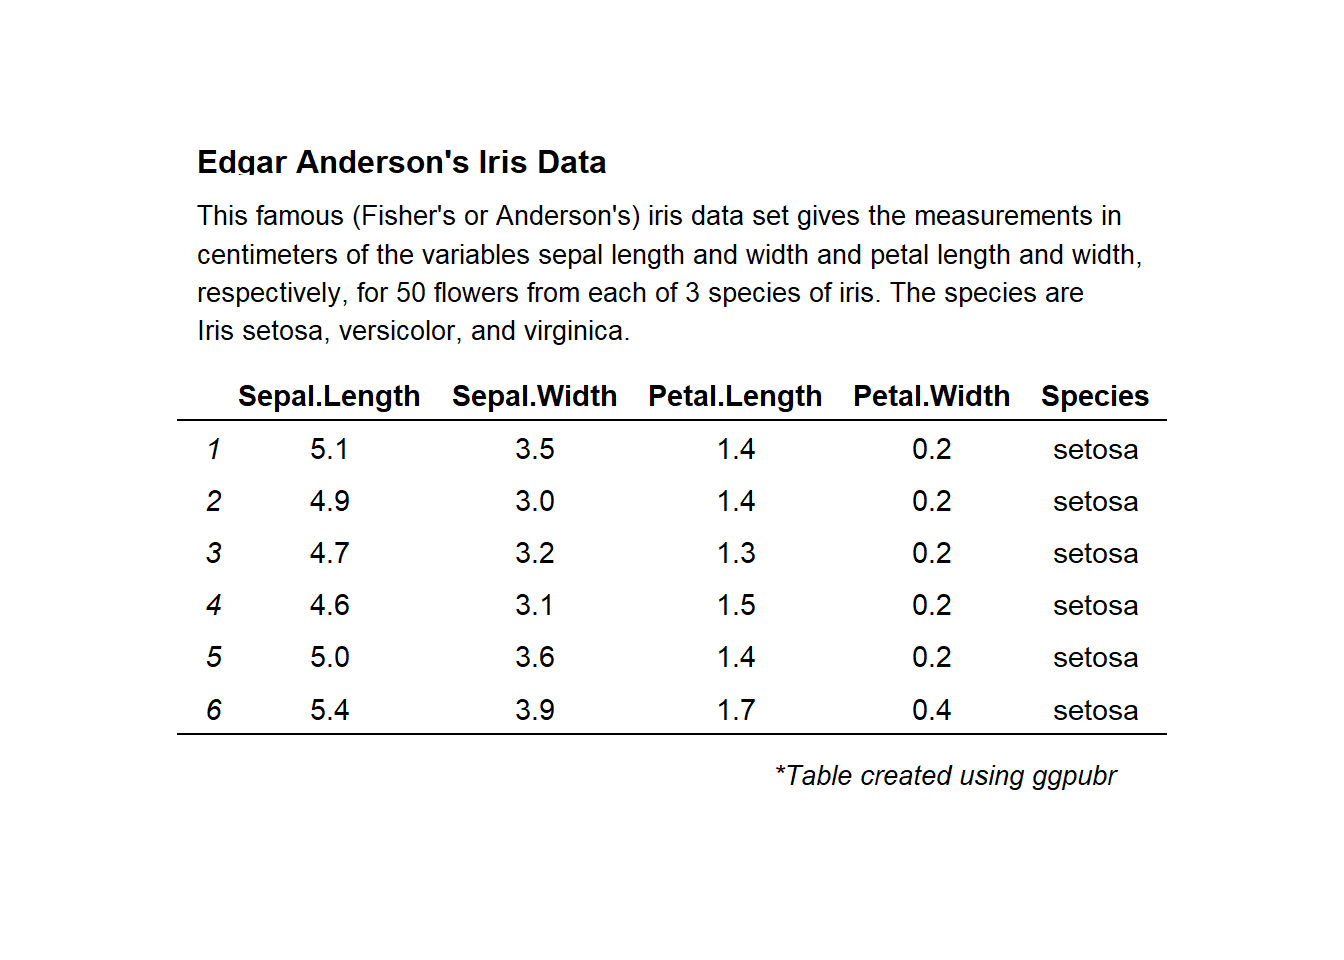 Edgar Anderson's Iris Data
This famous (Fisher's or Anderson's) iris data set gives the measurements in
centimeters of the variables sepal length and width and petal length and width,
respectively, for 50 flowers from each of 3 species of iris. The species are
Iris setosa, versicolor, and virginica.
Sepal.Length Sepal.Width Petal.Length Petal.Width Species
1 5.1 3.5 1.4 0.2 setosa
2 4.9 3.0 1.4 0.2 setosa
3 4.7 3.2 1.3 0.2 setosa
4 4.6 3.1 1.5 0.2 setosa
5 5.0 3.6 1.4 0.2 setosa
6 5.4 3.9 1.7 0.4 setosa
*Table created using ggpubr